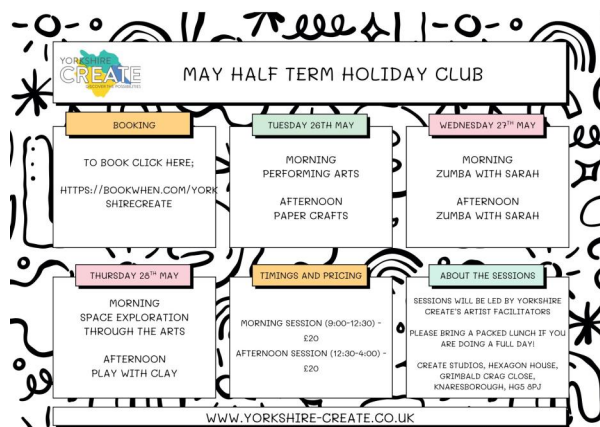 YORKSHIRE
CREATE
DISCOVER THE POSSIBILITIES
MAY HALF TERM HOLIDAY CLUB
BOOKING
TO BOOK CLICK HERE;
HTTPS://BOOKWHEN.COM/YORK
SHIRECREATE
TUESDAY 26TH MAY
MORNING
PERFORMING ARTS
AFTERNOON
PAPER CRAFTS
WEDNESDAY 27TH MAY
MORNING
ZUMBA WITH SARAH
AFTERNOON
ZUMBA WITH SARAH
THURSDAY 28TH MAY
MORNING
SPACE EXPLORATION
THROUGH THE ARTS
AFTERNOON
PLAY WITH CLAY
TIMINGS AND PRICING
MORNING SESSION (9:00-12:30) -
£20
AFTERNOON SESSION (12:30-4:00) -
£20
ABOUT THE SESSIONS
SESSIONS WILL BE LED BY YORKSHIRE
CREATE'S ARTIST FACILITATORS
PLEASE BRING A PACKED LUNCH IF YOU
ARE DOING A FULL DAY!
CREATE STUDIOS, HEXAGON HOUSE,
GRIMBALD CRAG CLOSE,
KNARESBOROUGH, HG5 8PJ
WWW.YORKSHIRE-CREATE.CO.UK